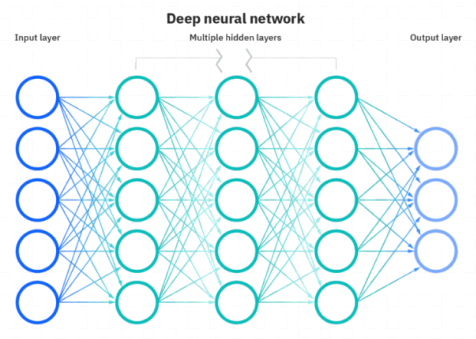 Deep neural network
Input layer
Multiple hidden layers
Output layer